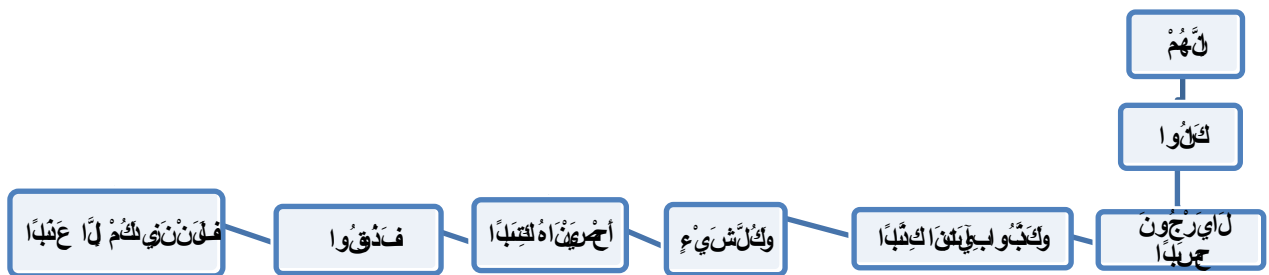 إِنَّهُمْ
كَانُوا
لَا يَرْجُونَ
حِسَابًا
وَكَذَّبُوا بِآيَاتِنَا كِذَّابًا
وَكُلَّ شَيْءٍ
أَحْصَيْنَاهُ كِتَابًا
فَذُوقُوا
فَلَنْ نَزِيدَكُمْ إِلَّا عَذَابًا